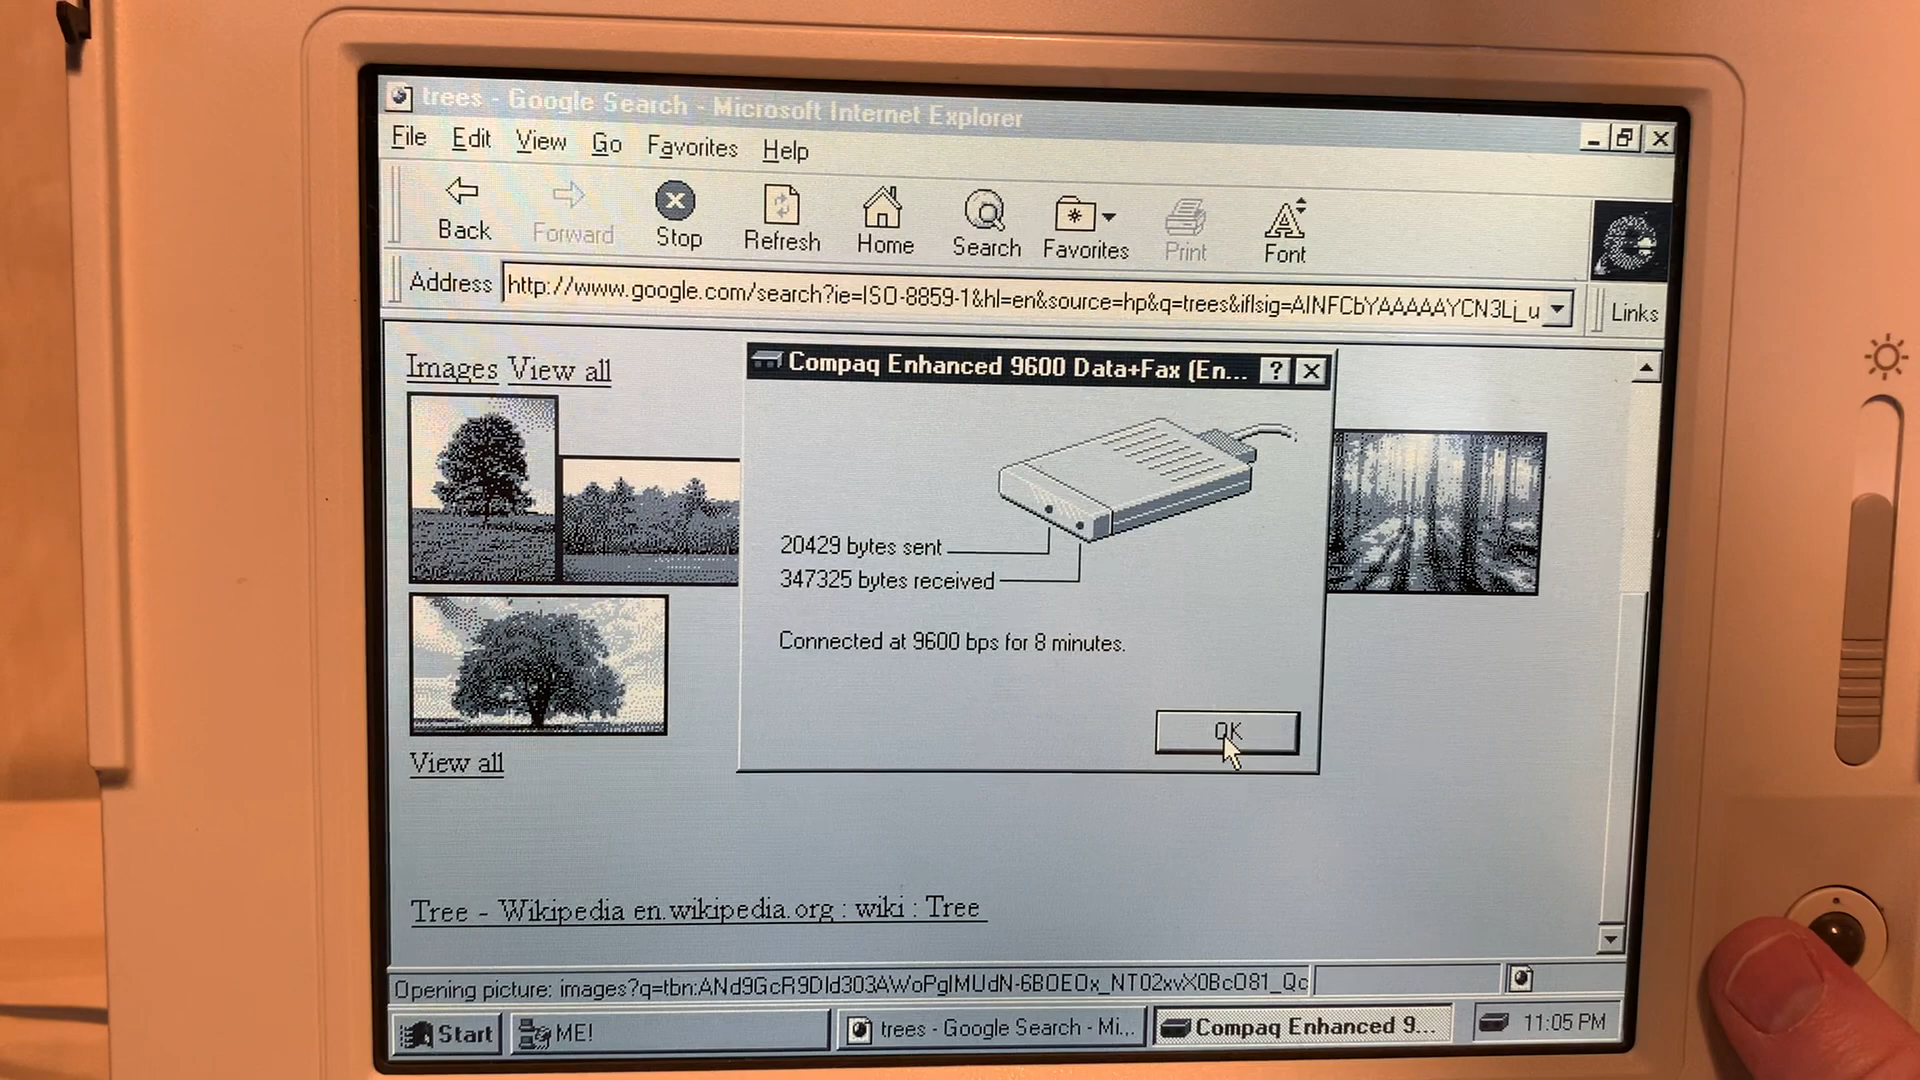 trees - Google Search - Microsoft Internet Explorer
File Edit View Go Favorites Help
Back Forward Stop Refresh Home Search Favorites Print Font
Address http://www.google.com/search?ie=ISO-8859-1&hl=en&source=hp&q=trees&iflsig=AINFCbYAAAAAYCN3Lj_u Links
Images View all
Compaq Enhanced 9600 Data+Fax (En... ?
20429 bytes sent
347325 bytes received
Connected at 9600 bps for 8 minutes.
OK
View all
Tree - Wikipedia en.wikipedia.org : wiki : Tree
Opening picture: images?q=tbn:ANd9GcR9DId303AWoPgIMUdN-6BOEOx_NT02xvX0BcO81_Qc
Start ME! trees - Google Search - Mi... Compaq Enhanced 9... 11:05 PM